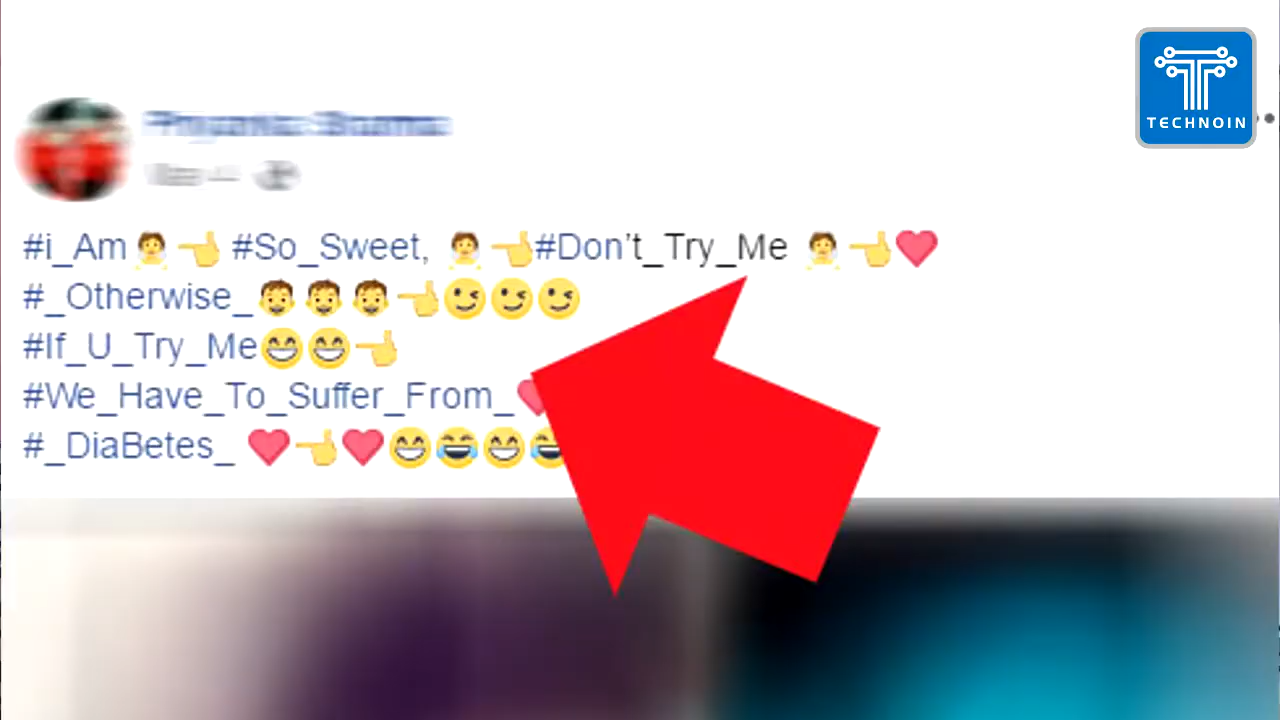 TECHNOIN
#i_Am👰👈 #So_Sweet, 👰👈#Don't_Try_Me 👰👈❤
#_Otherwise_👦👦👦👈😉😉😉
#If_U_Try_Me😁😁👈
#We_Have_To_Suffer_From_❤
#_DiaBetes_ ❤👈❤😁😂😁😂